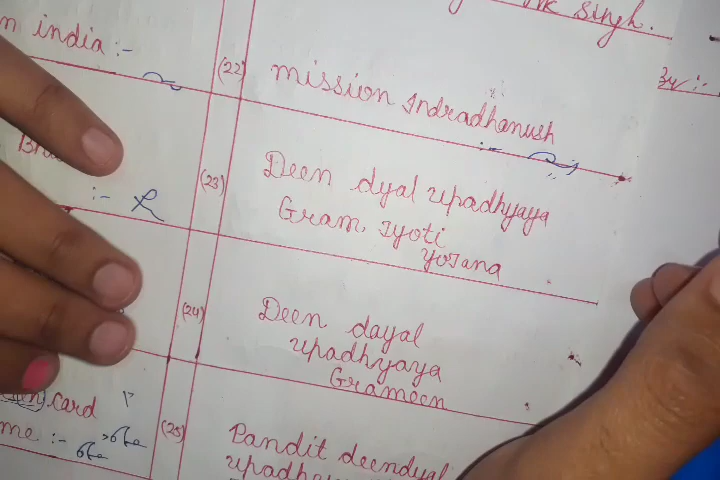 singh.
n india :-
(22) mission Indradhanush :-
(23) Deen dyal upadhyaya
Gram Jyoti
yojana
(24) Deen dayal
upadhyaya
Grameen
card
me :-
(25) Pandit deendyal